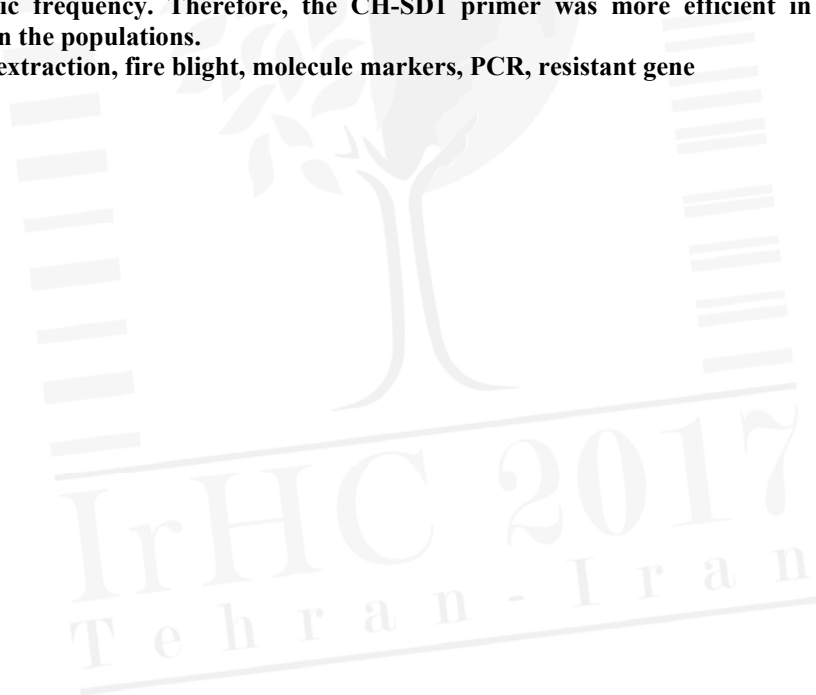 ic frequency. Therefore, the CH-SD1 primer was more efficient in
n the populations.
extraction, fire blight, molecule markers, PCR, resistant gene
IrHC 2017
Tehran - Iran